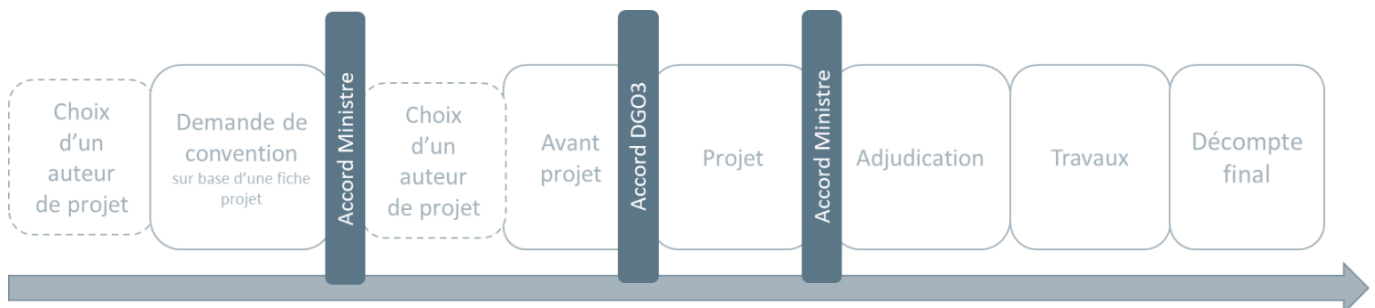 Choix
d'un
auteur
de projet
Demande de
convention
sur base d'une fiche
projet
Accord Ministre
Choix
d'un
auteur
de projet
Avant
projet
Accord DGO3
Projet
Accord Ministre
Adjudication
Travaux
Décompte
final